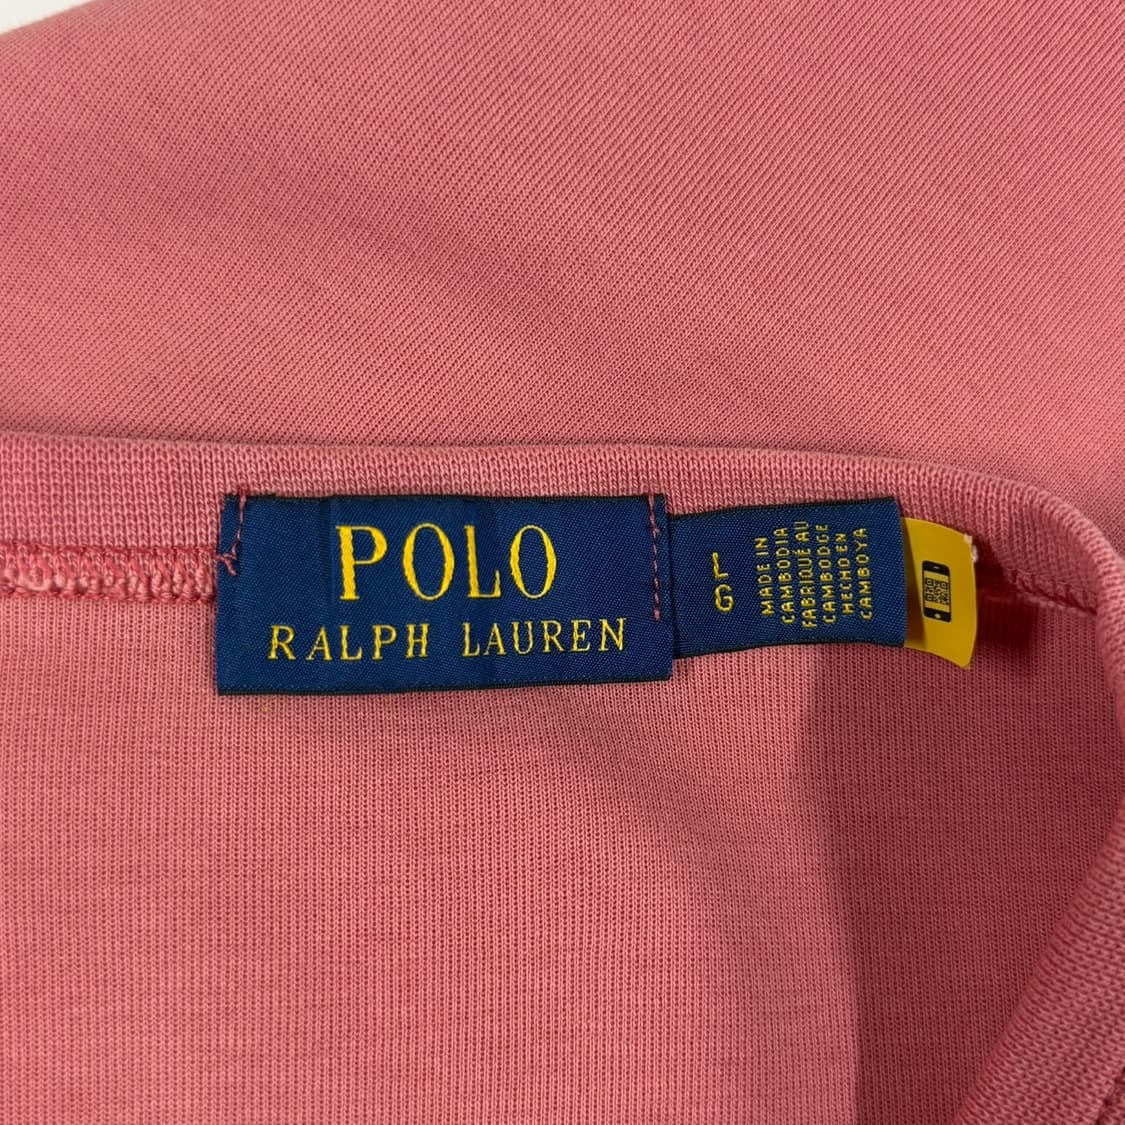 POLO
RALPH LAUREN
L
G
MADE IN
CAMBODIA
FABRIQUÉ AU
CAMBODGE
HECHO EN
CAMBOYA